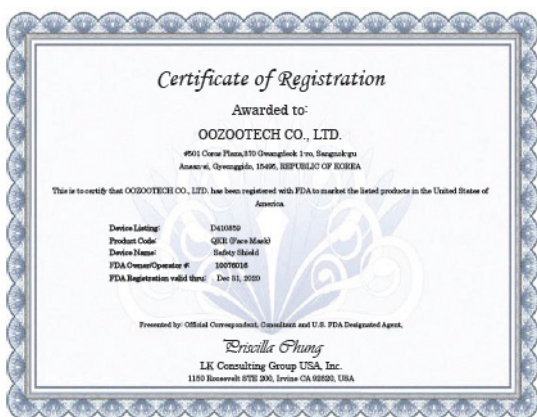 Certificate of Registration
Awarded to:
OOZOOTECH CO., LTD.
#501 Coros Plaza,370 Gwangdeok 1-ro, Sangnok-gu
Ansan-si, Gyeonggido, 15495, REPUBLIC OF KOREA
This is to certify that OOZOOTECH CO., LTD. has been registered with FDA to market the listed products in the United States of
America.
Device Listing: D410859
Product Code: QKR (Face Mask)
Device Name: Safety Shield
FDA Owner/Operator #: 10076016
FDA Registration valid thru: Dec 31, 2020
Presented by: Official Correspondent, Consultant and U.S. FDA Designated Agent,
Priscilla Chung
LK Consulting Group USA, Inc.
1150 Roosevelt STE 200, Irvine CA 92620, USA